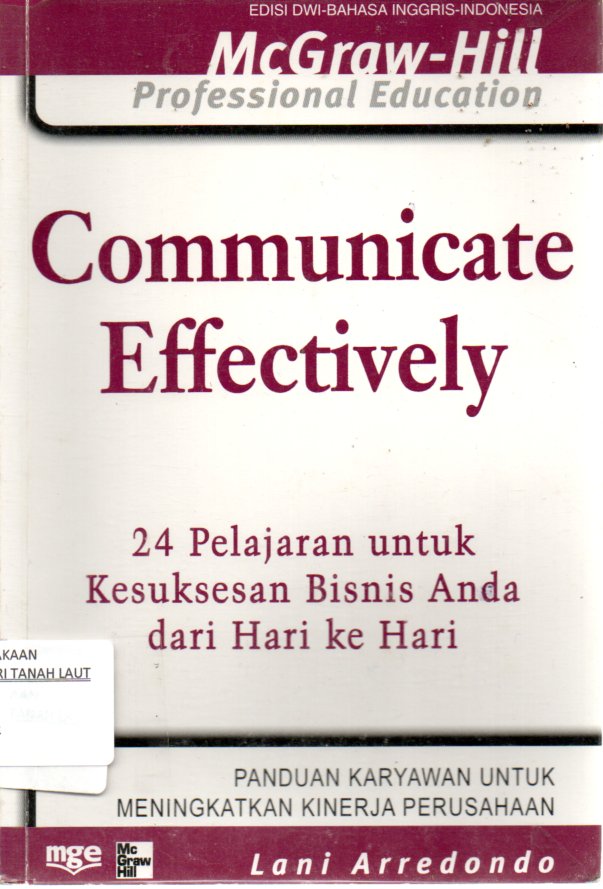 EDISI DWI-BAHASA INGGRIS-INDONESIA
McGraw-Hill
Professional Education
Communicate
Effectively
24 Pelajaran untuk
Kesuksesan Bisnis Anda
dari Hari ke Hari
AKAAN
RI TANAH LAUT
PANDUAN KARYAWAN UNTUK
MENINGKATKAN KINERJA PERUSAHAAN
mge
Mc
Graw
Hill
Lani Arredondo